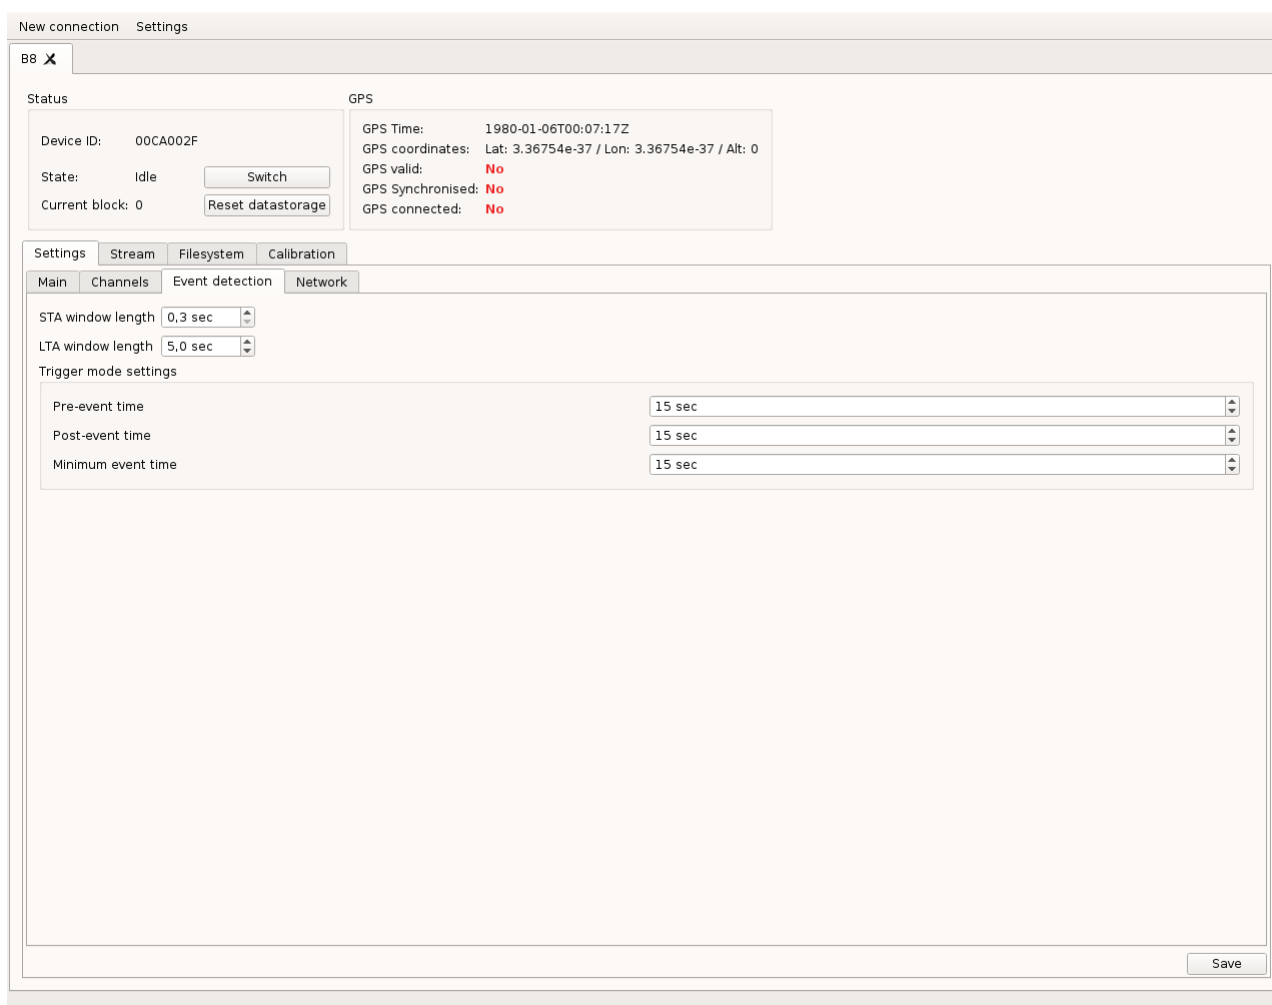 New connection Settings
B8
Status
Device ID: 00CA002F
State: Idle Switch
Current block: 0 Reset datastorage
GPS
GPS Time: 1980-01-06T00:07:17Z
GPS coordinates: Lat: 3.36754e-37 / Lon: 3.36754e-37 / Alt: 0
GPS valid: No
GPS Synchronised: No
GPS connected: No
Settings Stream Filesystem Calibration
Main Channels Event detection Network
STA window length 0,3 sec
LTA window length 5,0 sec
Trigger mode settings
Pre-event time 15 sec
Post-event time 15 sec
Minimum event time 15 sec
Save